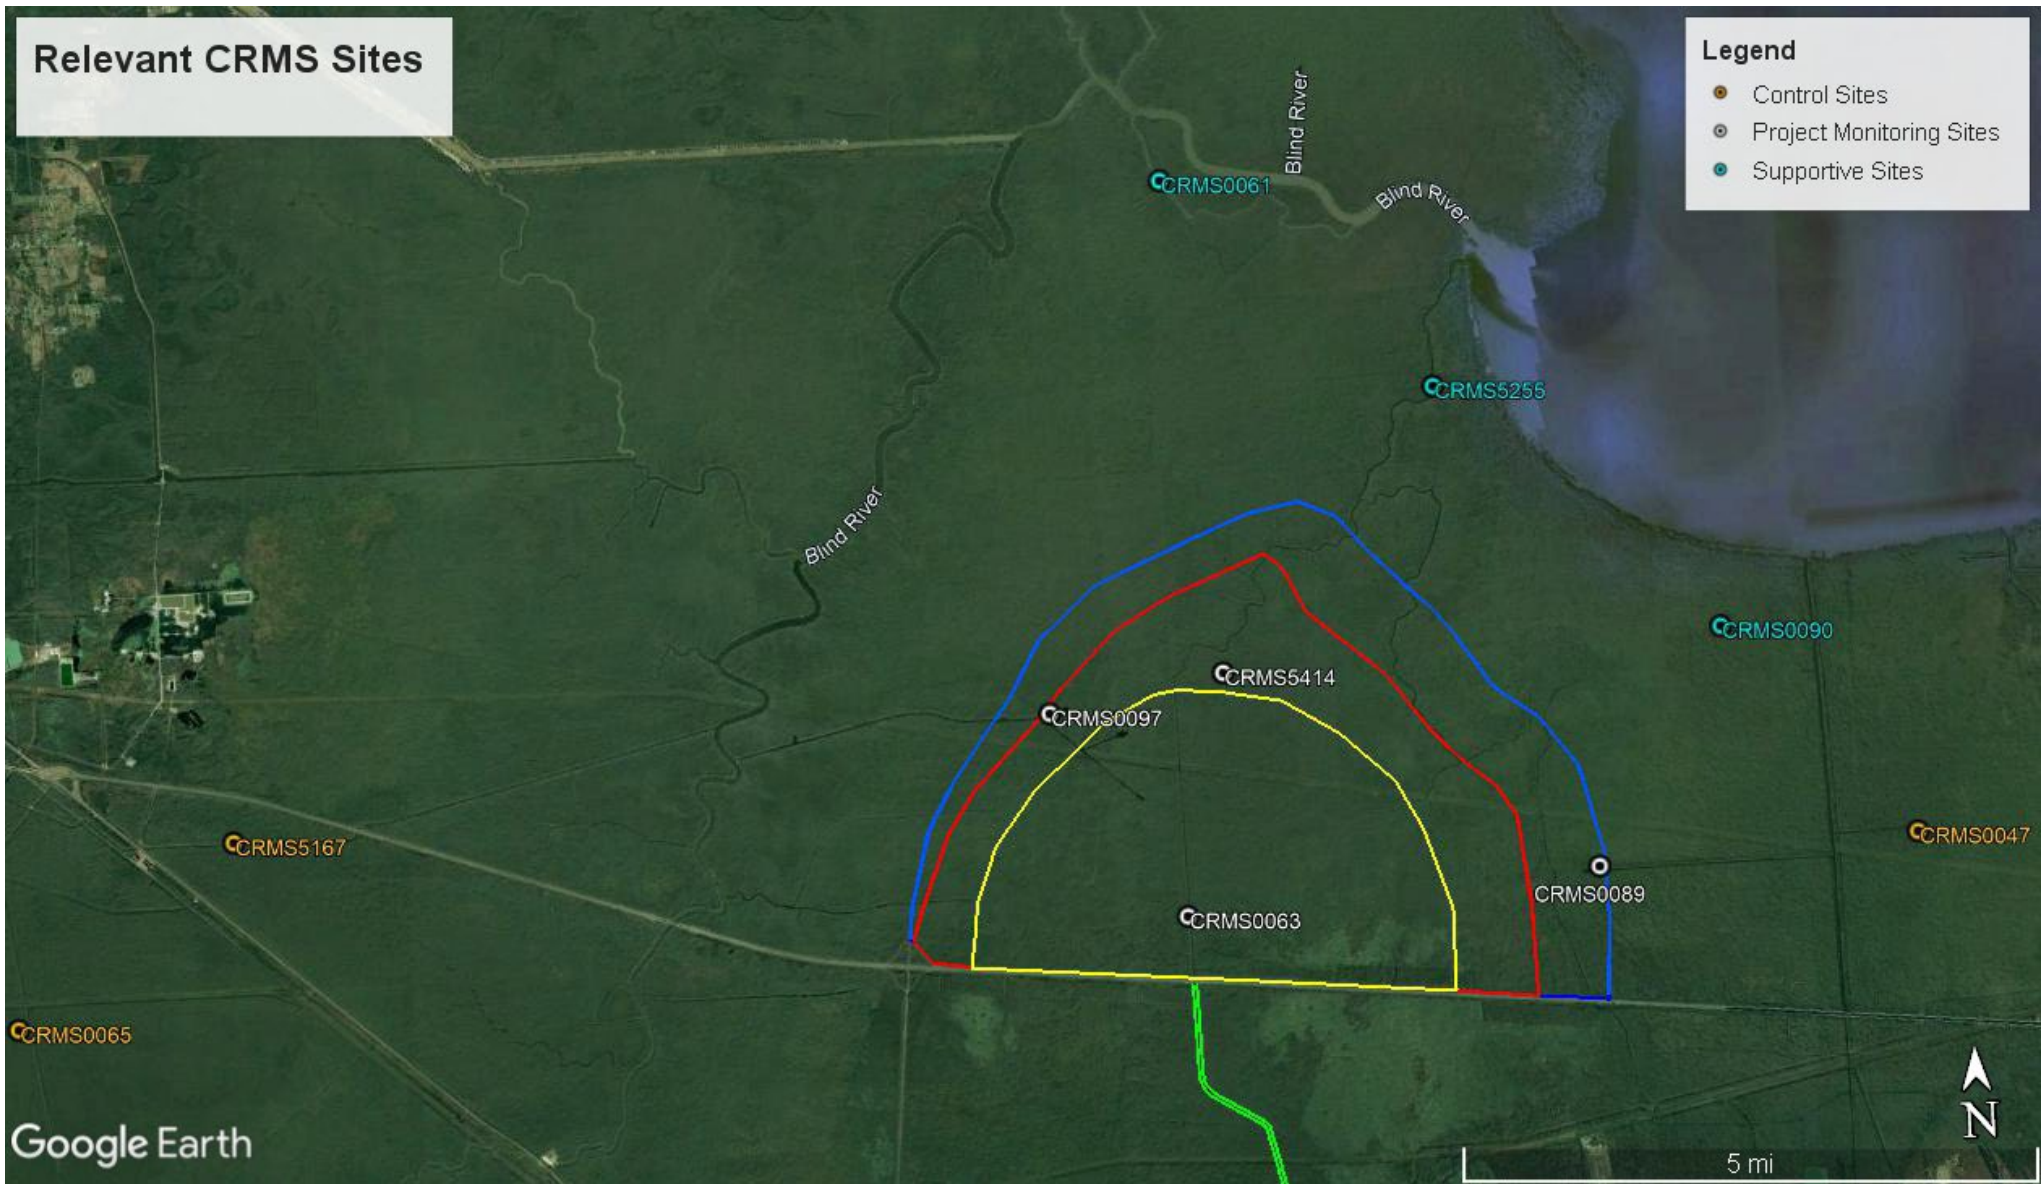 Relevant CRMS Sites
Legend
Control Sites
Project Monitoring Sites
Supportive Sites
Blind River
CRMS0061
Blind River
CRMS5255
Blind River
CRMS0090
CRMS5414
CRMS0097
CRMS5167
CRMS0047
CRMS0089
CRMS0063
CRMS0065
N
Google Earth
5 mi